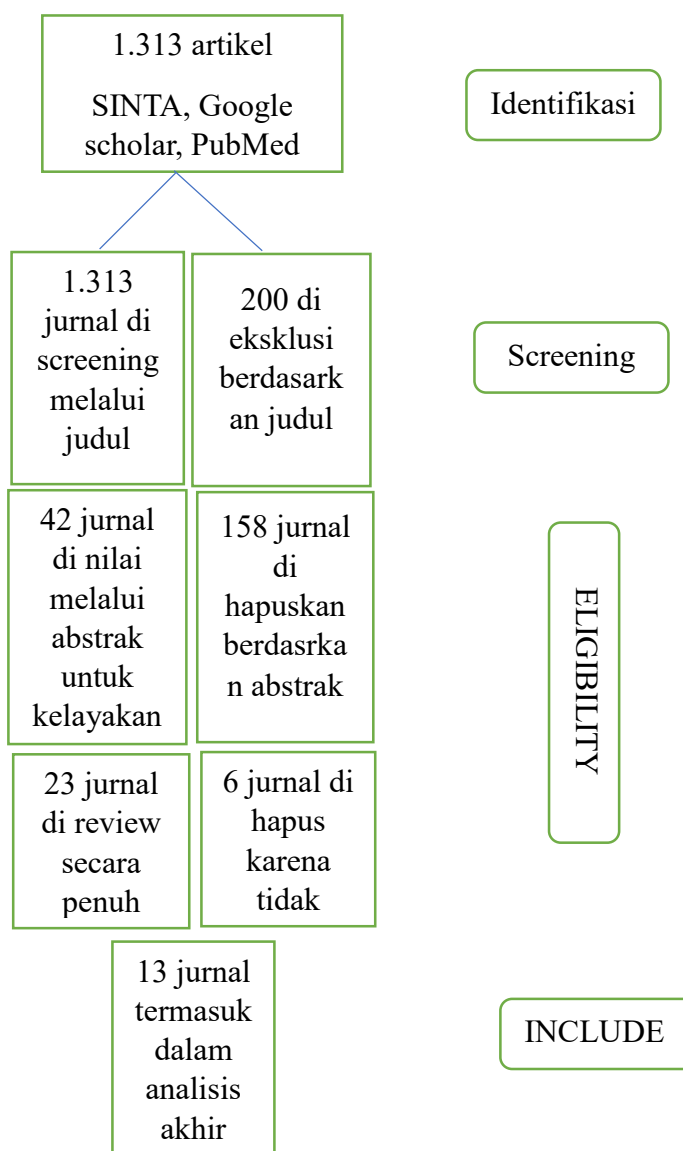 1.313 artikel
SINTA, Google
scholar, PubMed
Identifikasi
1.313
jurnal di
screening
melalui
judul
200 di
eksklusi
berdasark
an judul
Screening
42 jurnal
di nilai
melalui
abstrak
untuk
kelayakan
158 jurnal
di
hapuskan
berdasrka
n abstrak
ELIGIBILITY
23 jurnal
di review
secara
penuh
6 jurnal di
hapus
karena
tidak
13 jurnal
termasuk
dalam
analisis
akhir
INCLUDE